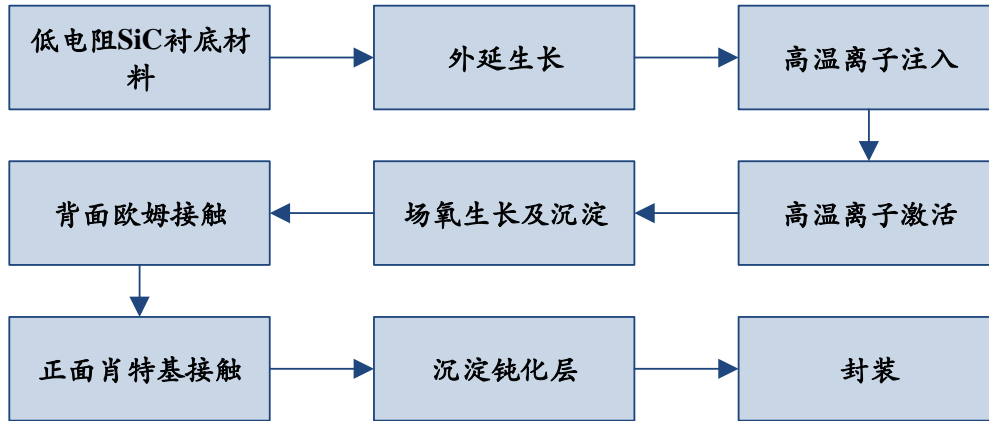 低电阻SiC衬底材
料
外延生长
高温离子注入
背面欧姆接触
场氧生长及沉淀
高温离子激活
正面肖特基接触
沉淀钝化层
封装